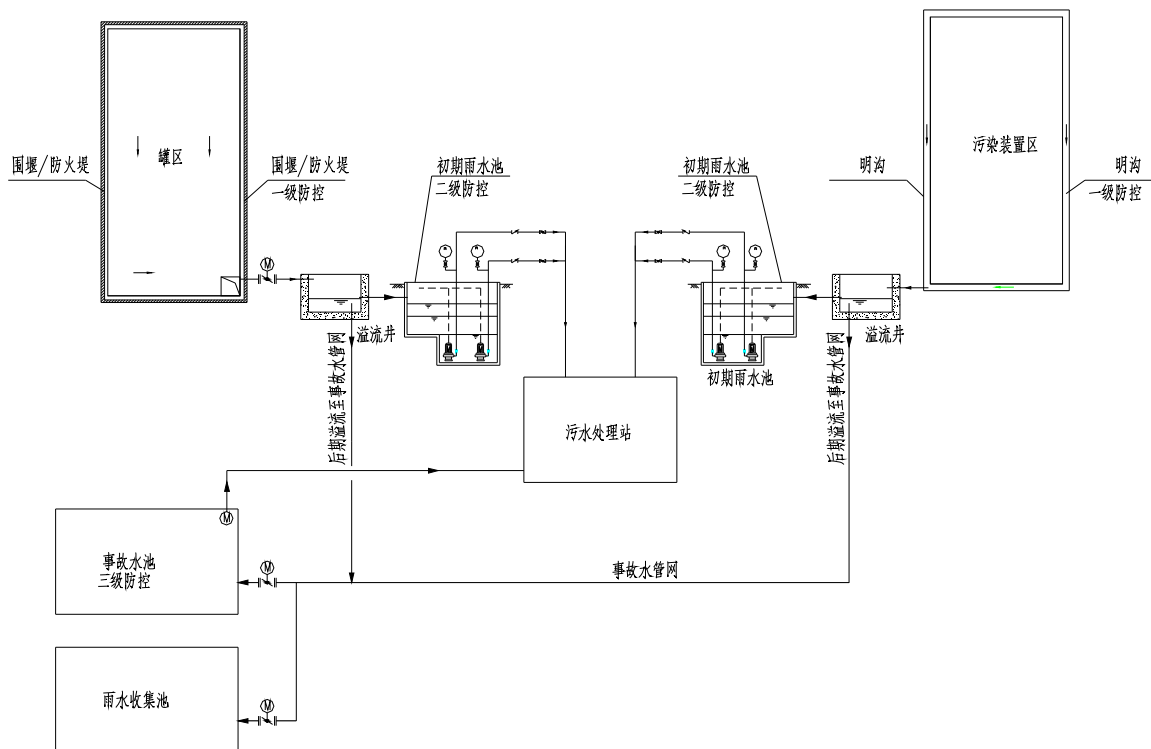 罐区
围堰/防火堤
围堰/防火堤
一级防控
初期雨水池
二级防控
初期雨水池
二级防控
污染装置区
明沟
明沟
一级防控
M
溢流井
溢流井
初期雨水池
后期溢流至事故水管网
后期溢流至事故水管网
污水处理站
M
事故水池
三级防控
M
事故水管网
雨水收集池
M